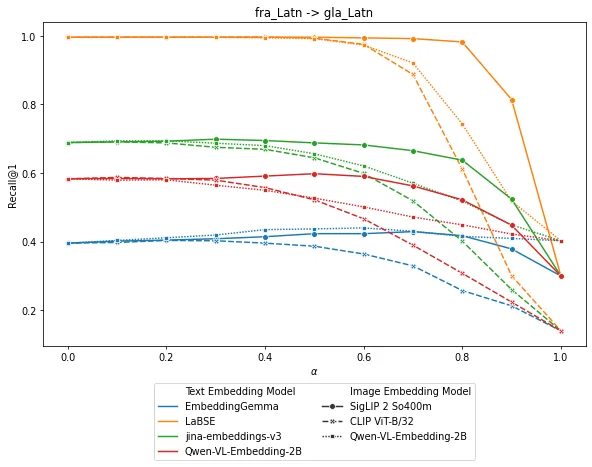 fra_Latn -> gla_Latn
Recall@1
1.0
0.8
0.6
0.4
0.2
0.0 0.2 0.4 0.6 0.8 1.0
α
Text Embedding Model Image Embedding Model
EmbeddingGemma SigLIP 2 So400m
LaBSE CLIP ViT-B/32
jina-embeddings-v3 Qwen-VL-Embedding-2B
Qwen-VL-Embedding-2B